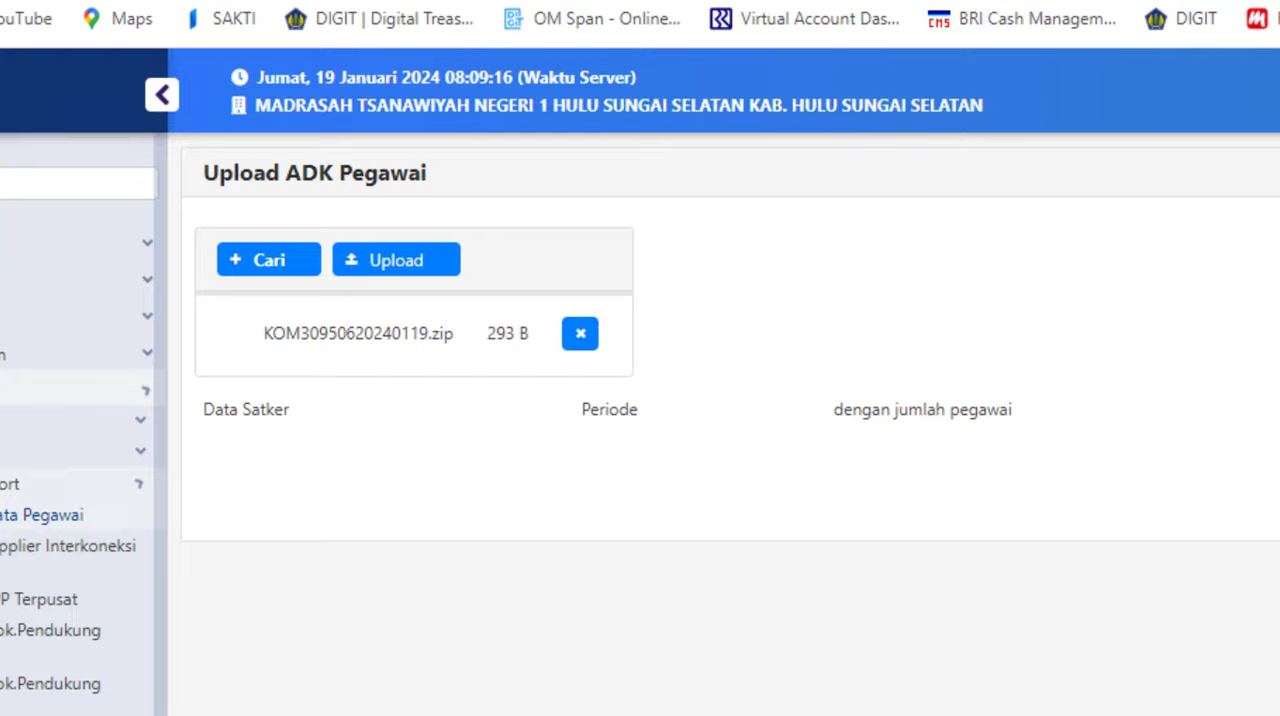 ouTube Maps SAKTI DIGIT | Digital Treas... OM Span - Online... Virtual Account Das... CMS BRI Cash Managem... DIGIT
Jumat, 19 Januari 2024 08:09:16 (Waktu Server)
MADRASAH TSANAWIYAH NEGERI 1 HULU SUNGAI SELATAN KAB. HULU SUNGAI SELATAN
Upload ADK Pegawai
Cari Upload
KOM30950620240119.zip 293 B
Data Satker Periode dengan jumlah pegawai
n
ort
ata Pegawai
pplier Interkoneksi
P Terpusat
ok.Pendukung
ok.Pendukung